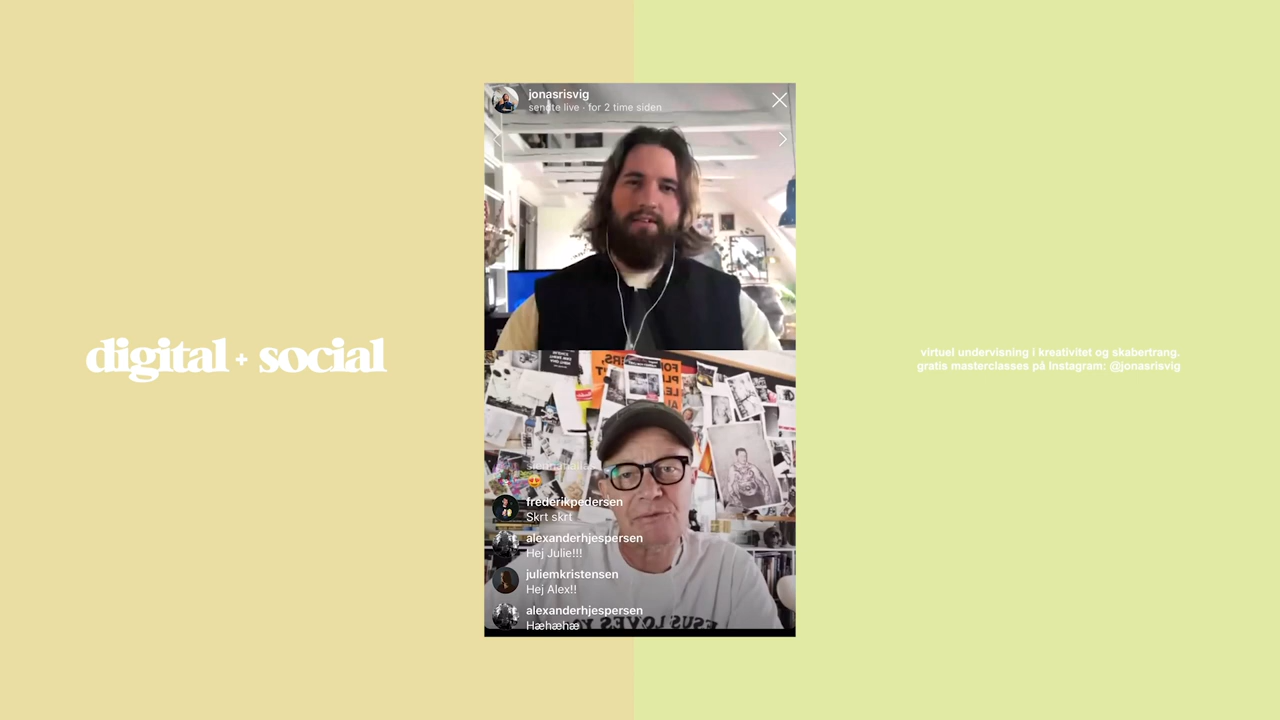 digital + social
jonasrisvig
sendte live · for 2 time siden
frederikpedersen
Skrt skrt
alexanderhjespersen
Hej Julie!!!
juliemkristensen
Hej Alex!!
alexanderhjespersen
Hæhæhæ
virtuel undervisning i kreativitet og skabertrang.
gratis masterclasses på Instagram: @jonasrisvig